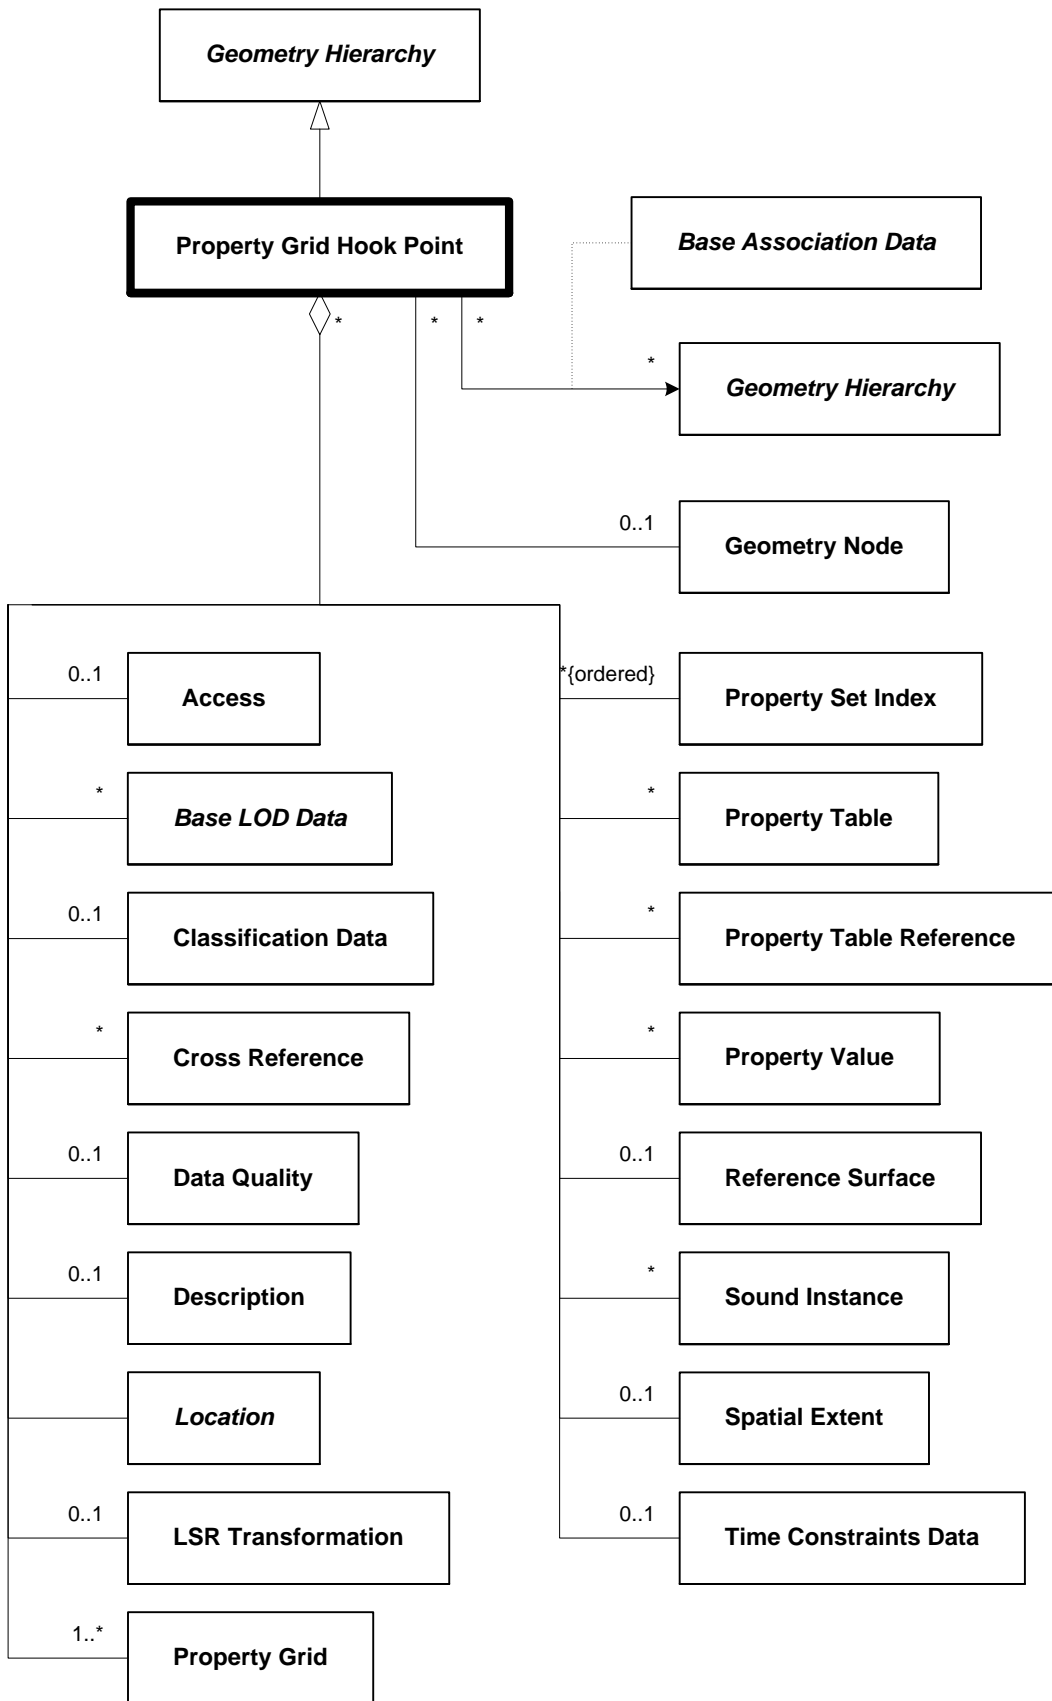 Geometry Hierarchy
Property Grid Hook Point
Base Association Data
*
*
*
*
Geometry Hierarchy
0..1
Geometry Node
0..1
Access
*
Base LOD Data
0..1
Classification Data
*
Cross Reference
0..1
Data Quality
0..1
Description
Location
0..1
LSR Transformation
1..*
Property Grid
*{ordered}
Property Set Index
*
Property Table
*
Property Table Reference
*
Property Value
0..1
Reference Surface
*
Sound Instance
0..1
Spatial Extent
0..1
Time Constraints Data